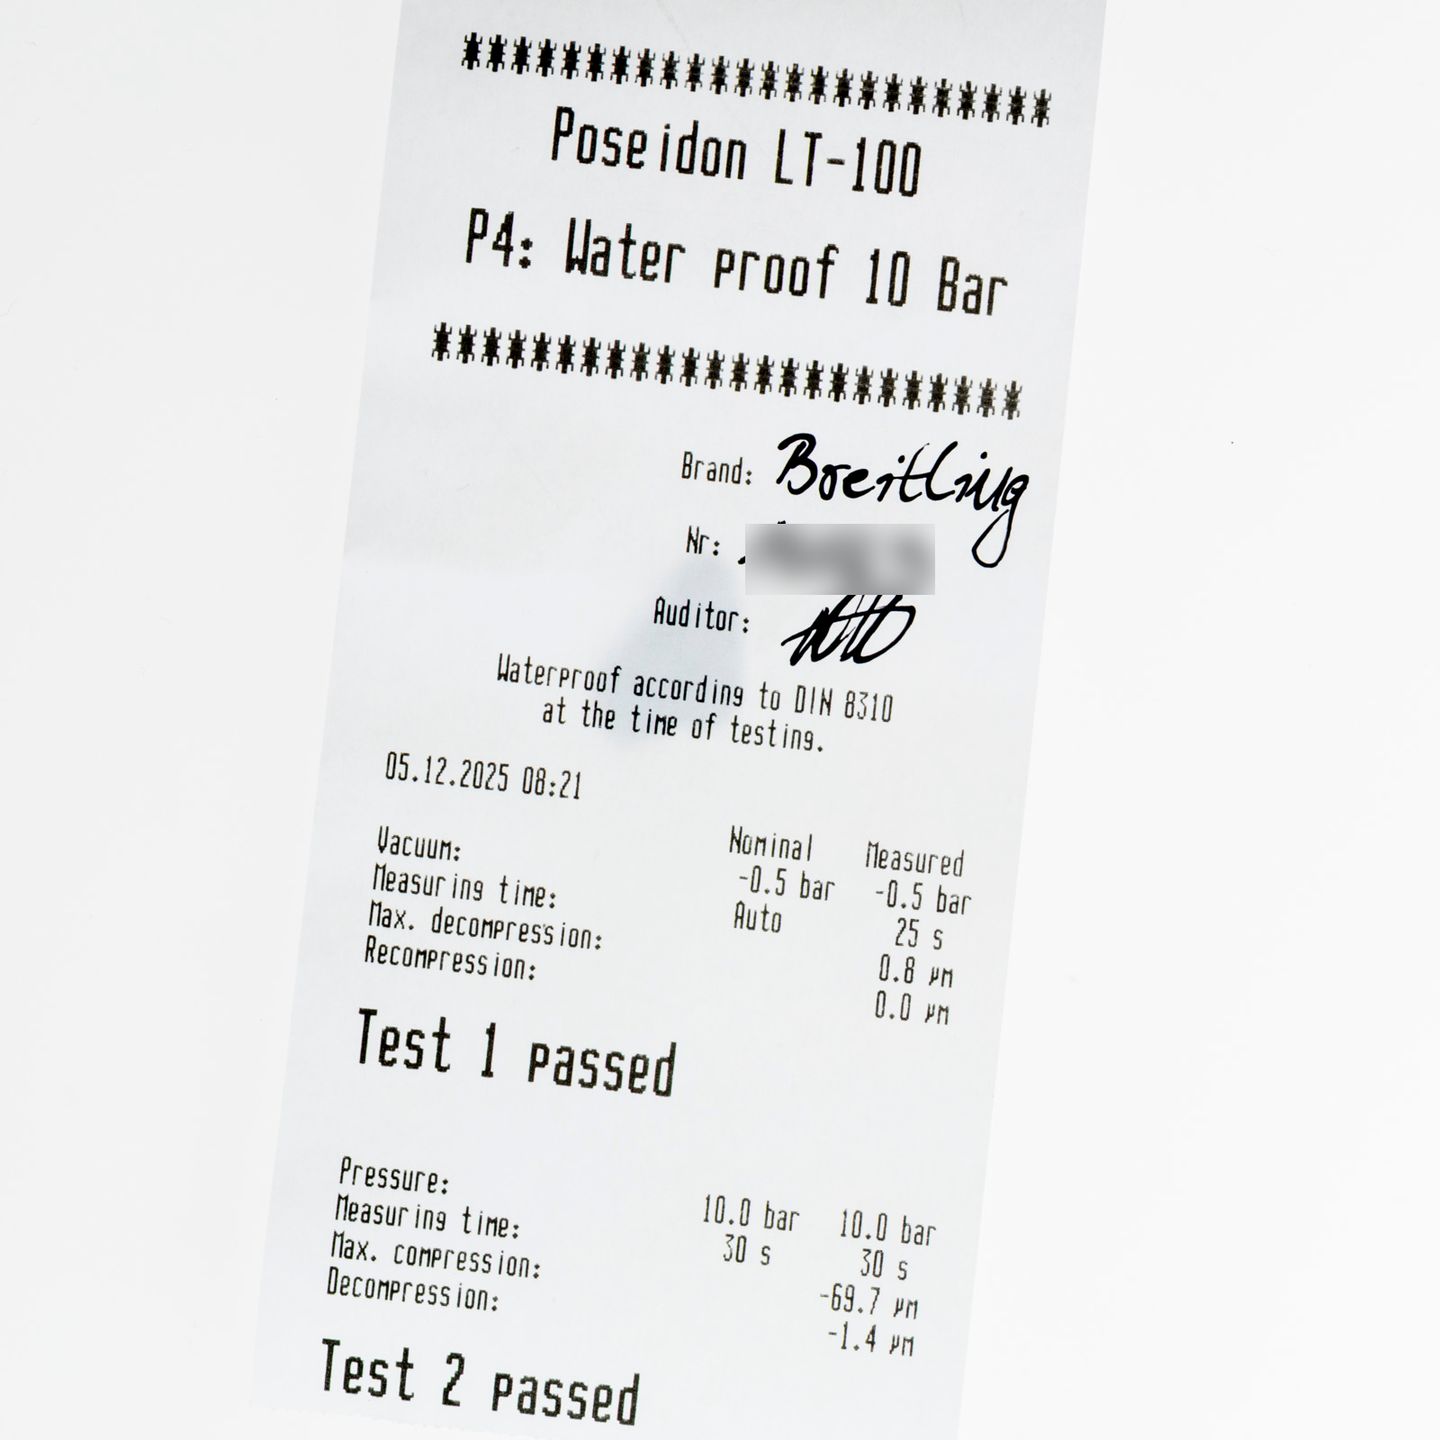 Poseidon LT-100
P4: Water proof 10 Bar
Brand: Breitling
Nr:
Auditor:
Waterproof according to DIN 8310
at the time of testing.
05.12.2025 08:21
Nominal Measured
Vacuum: -0.5 bar -0.5 bar
Measuring time: Auto 25 s
Max. decompression: 0.8 µm
Recompression: 0.0 µm
Test 1 passed
Pressure: 10.0 bar 10.0 bar
Measuring time: 30 s 30 s
Max. compression: -69.7 µm
Decompression: -1.4 µm
Test 2 passed